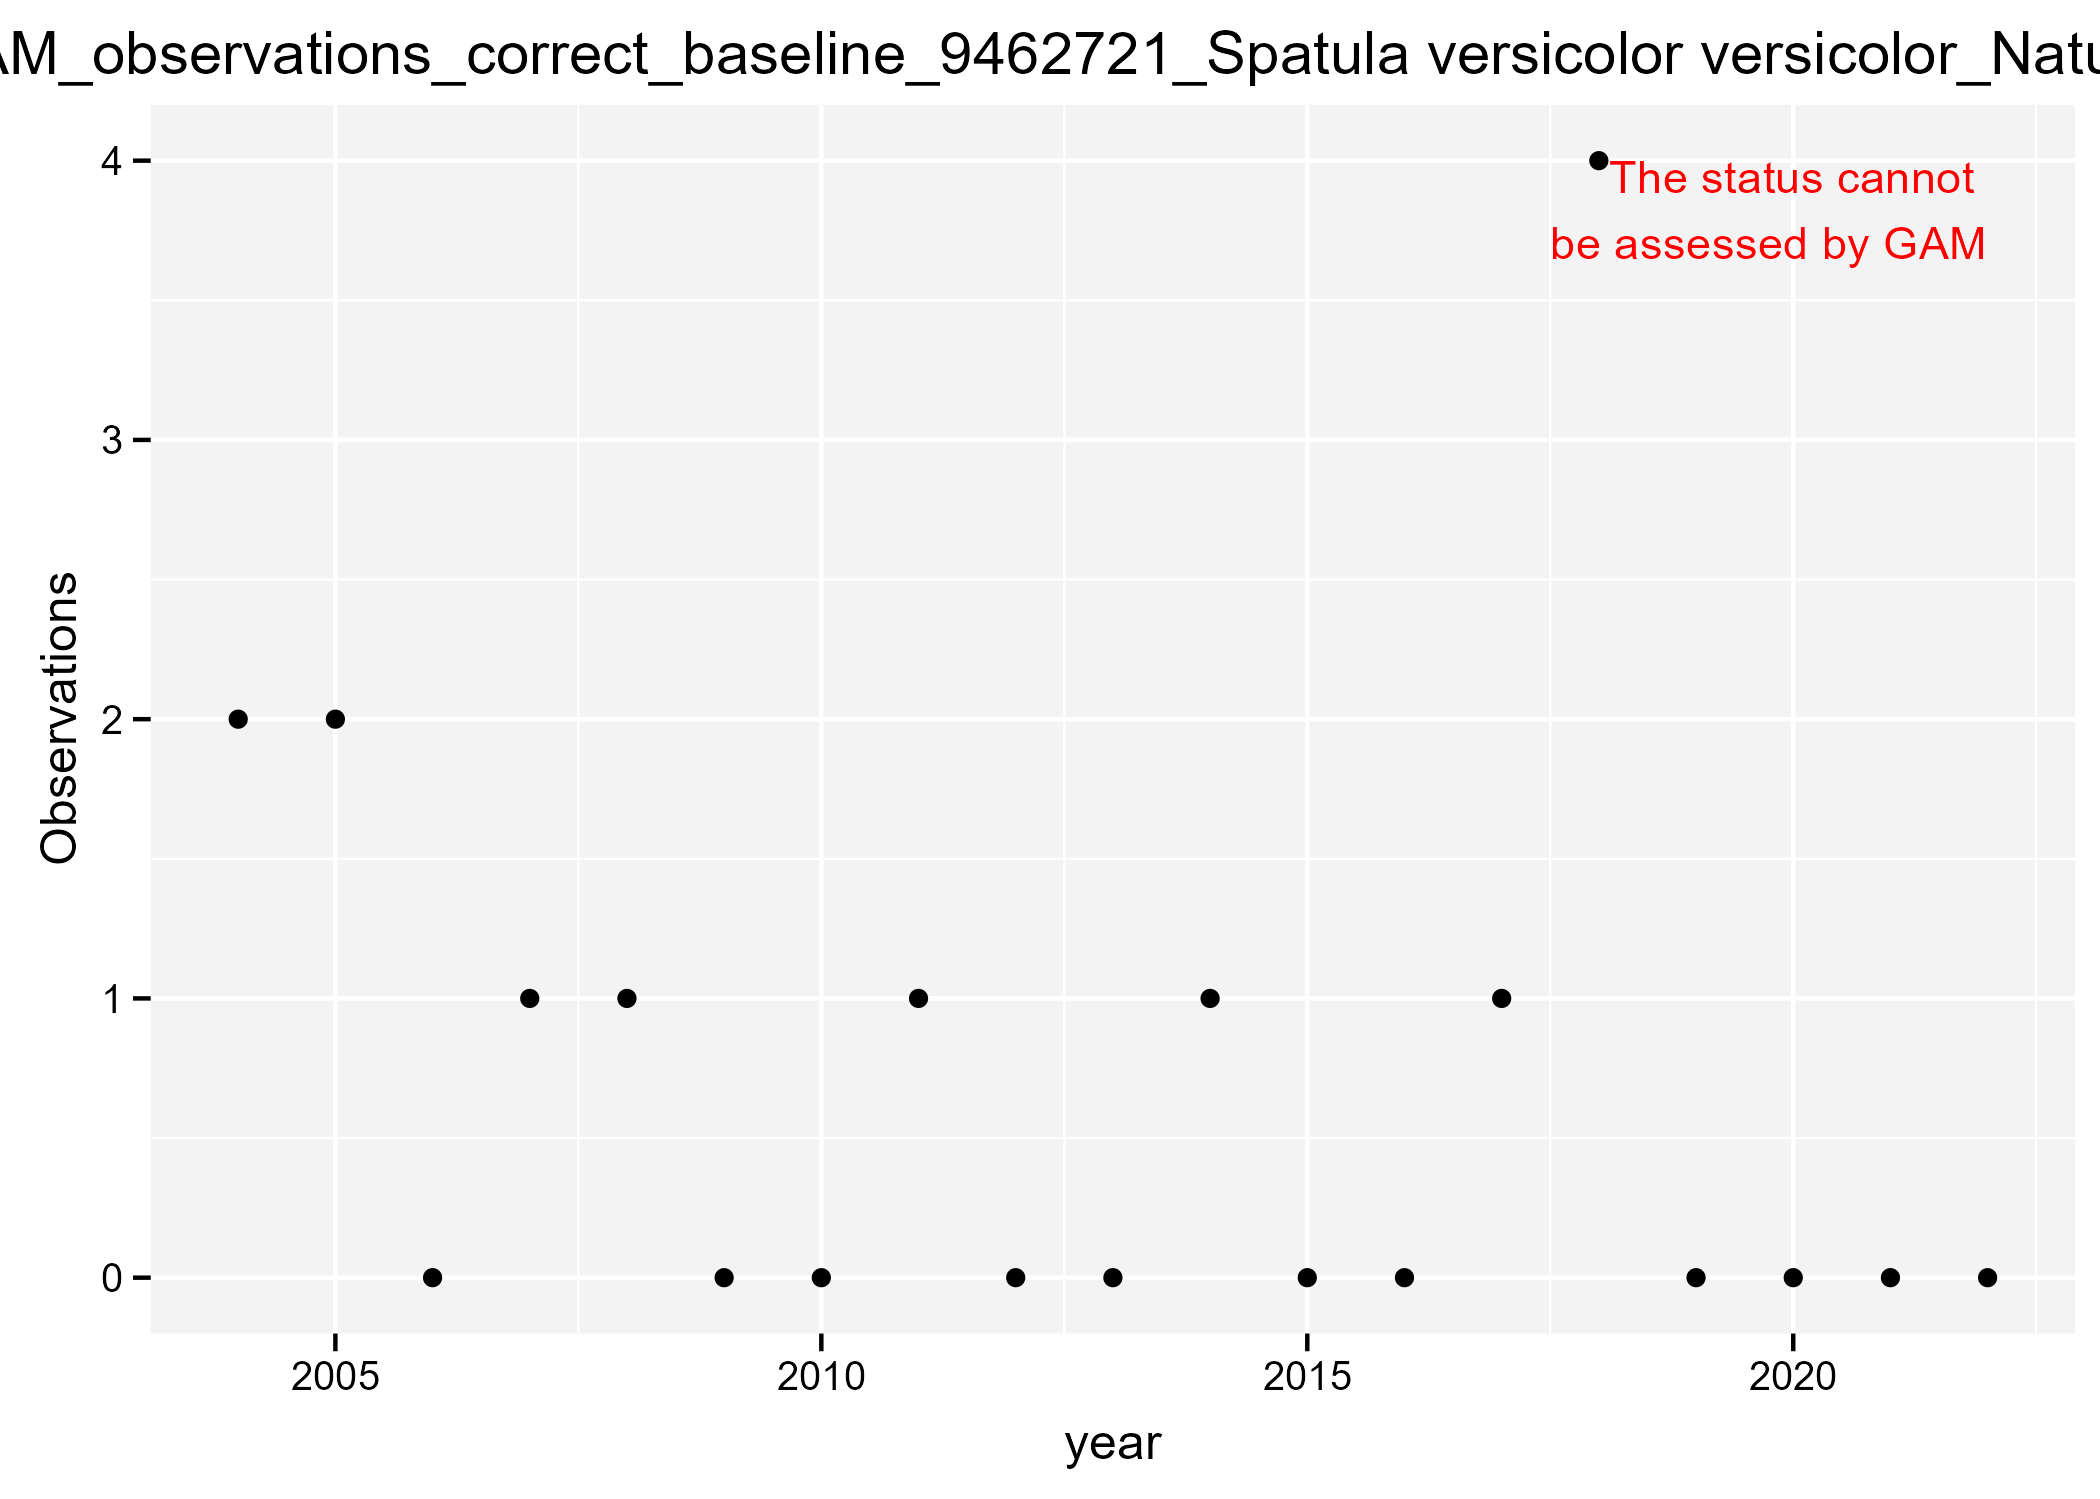 AM_observations_correct_baseline_9462721_Spatula versicolor versicolor_Natu
4
The status cannot
be assessed by GAM
3
Observations
2
1
0
2005 2010 2015 2020
year